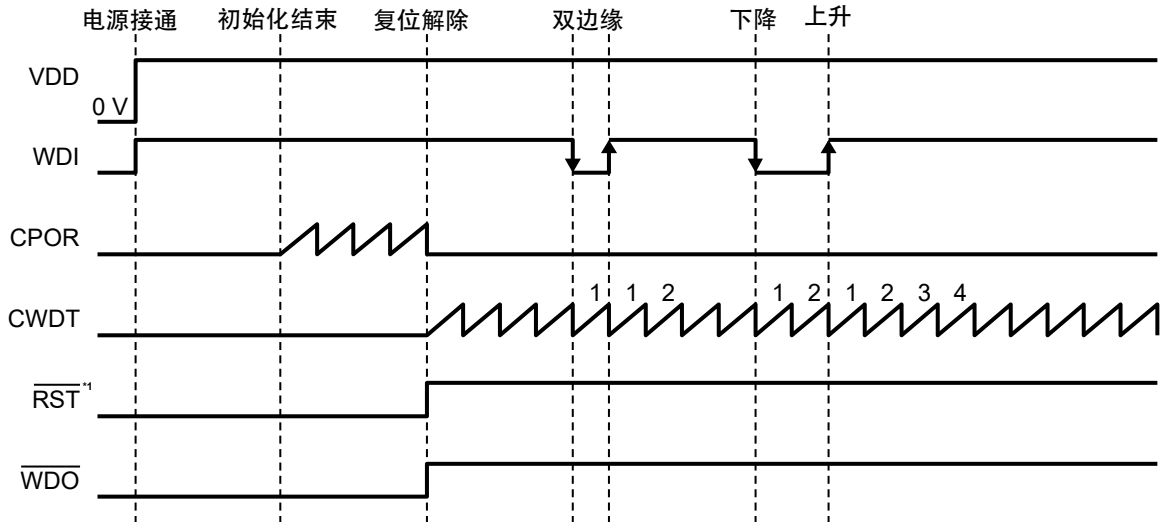 电源接通 初始化结束 复位解除 双边缘 下降 上升
VDD
0 V
WDI
CPOR
1 1 2 1 2 1 2 3 4
CWDT
RST*1
WDO